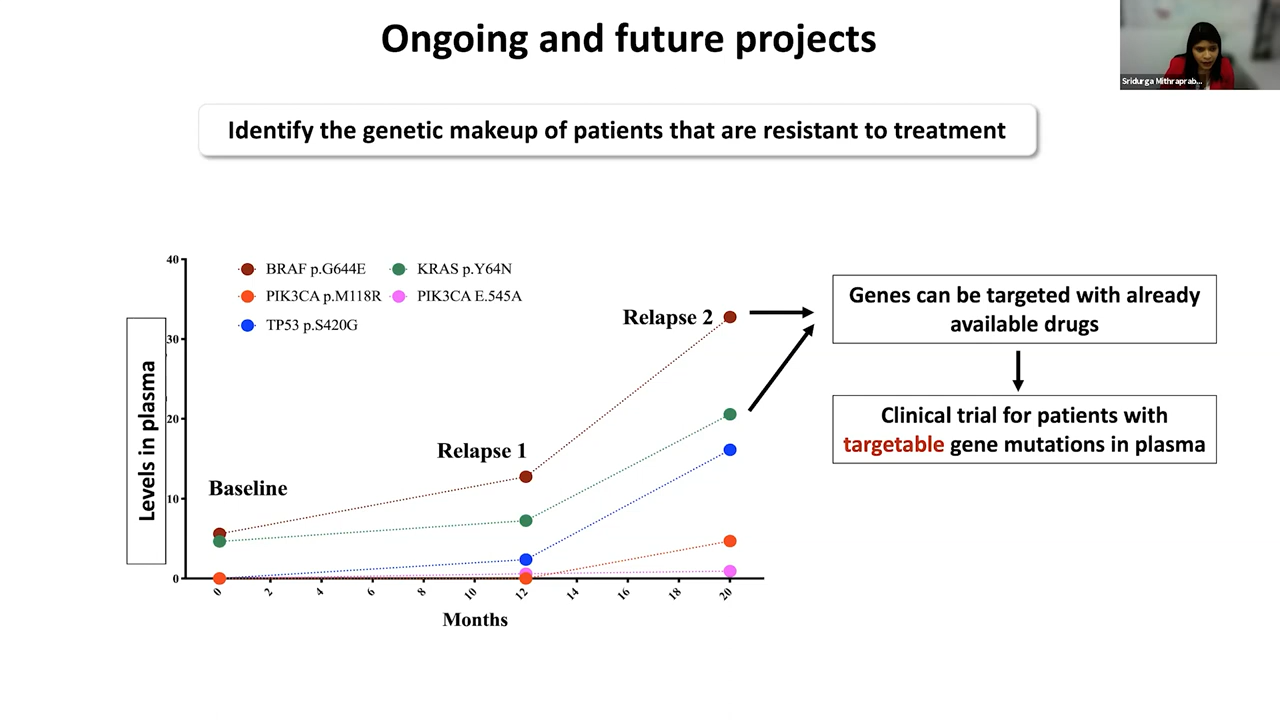 Ongoing and future projects
Sridurga Mithraprab...
Identify the genetic makeup of patients that are resistant to treatment
BRAF p.G644E
KRAS p.Y64N
PIK3CA p.M118R
PIK3CA E.545A
TP53 p.S420G
40
30
20
10
0
Levels in plasma
Baseline
Relapse 1
Relapse 2
0 2 4 6 8 10 12 14 16 18 20
Months
Genes can be targeted with already
available drugs
Clinical trial for patients with
targetable gene mutations in plasma